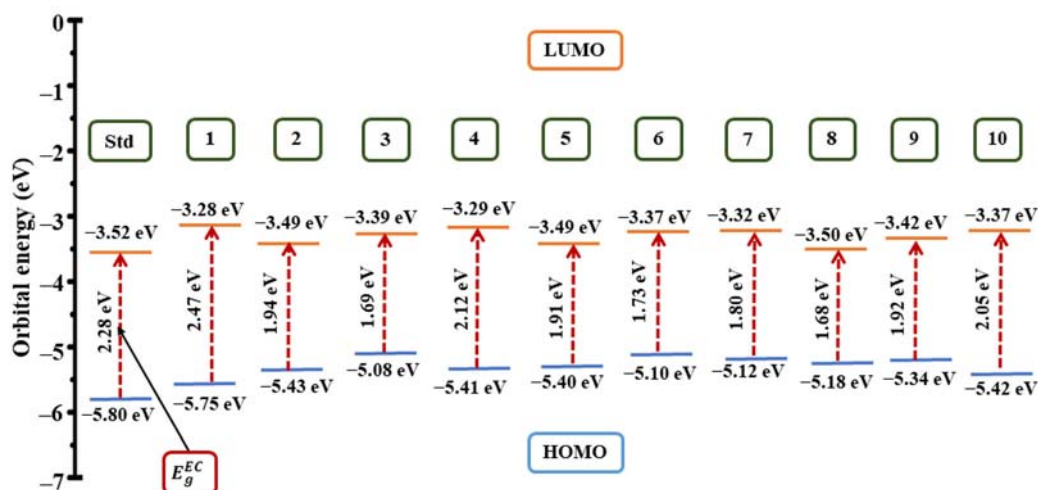 0
−1
−2
−3
−4
−5
−6
−7
Orbital energy (eV)
LUMO
Std
1
2
3
4
5
6
7
8
9
10
−3.52 eV
−3.28 eV
−3.49 eV
−3.39 eV
−3.29 eV
−3.49 eV
−3.37 eV
−3.32 eV
−3.50 eV
−3.42 eV
−3.37 eV
2.28 eV
2.47 eV
1.94 eV
1.69 eV
2.12 eV
1.91 eV
1.73 eV
1.80 eV
1.68 eV
1.92 eV
2.05 eV
−5.80 eV
−5.75 eV
−5.43 eV
−5.08 eV
−5.41 eV
−5.40 eV
−5.10 eV
−5.12 eV
−5.18 eV
−5.34 eV
−5.42 eV
HOMO
E_g^{EC}